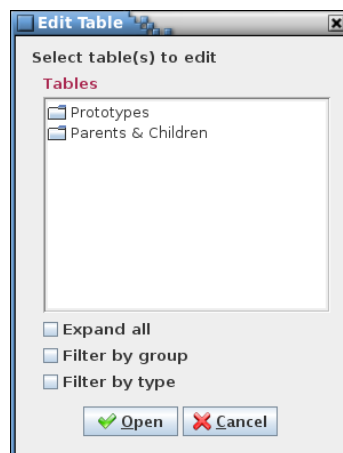 Edit Table
Select table(s) to edit
Tables
Prototypes
Parents & Children
Expand all
Filter by group
Filter by type
Open Cancel